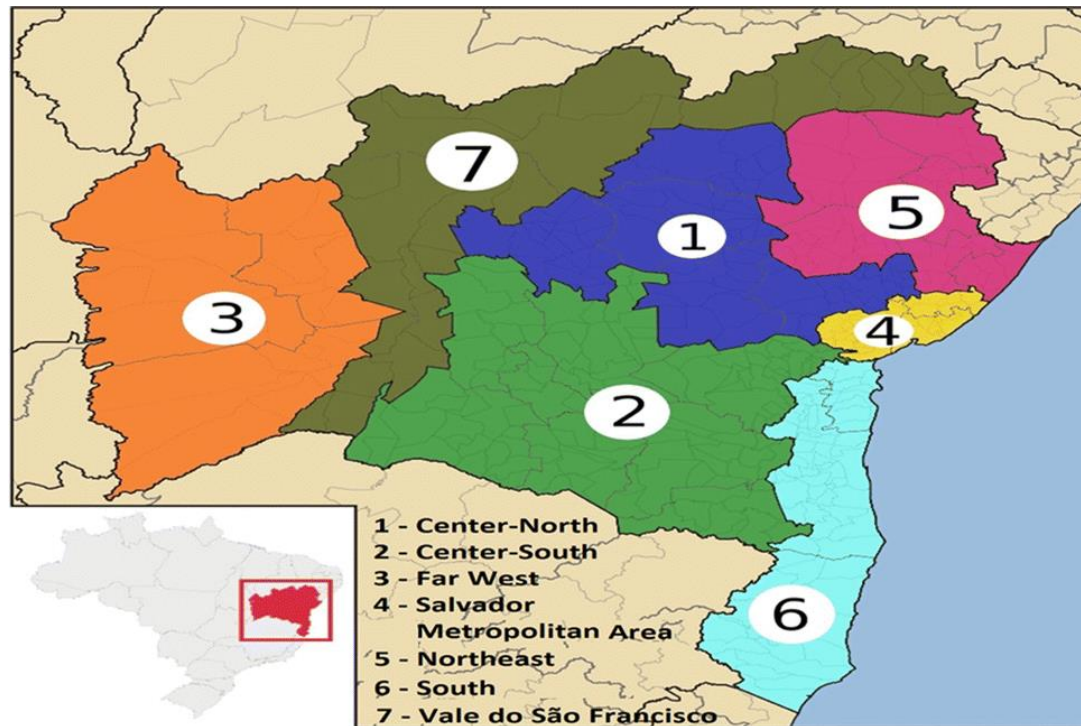 7
5
1
3
4
2
6
1 - Center-North
2 - Center-South
3 - Far West
4 - Salvador
Metropolitan Area
5 - Northeast
6 - South
7 - Vale do São Francisco